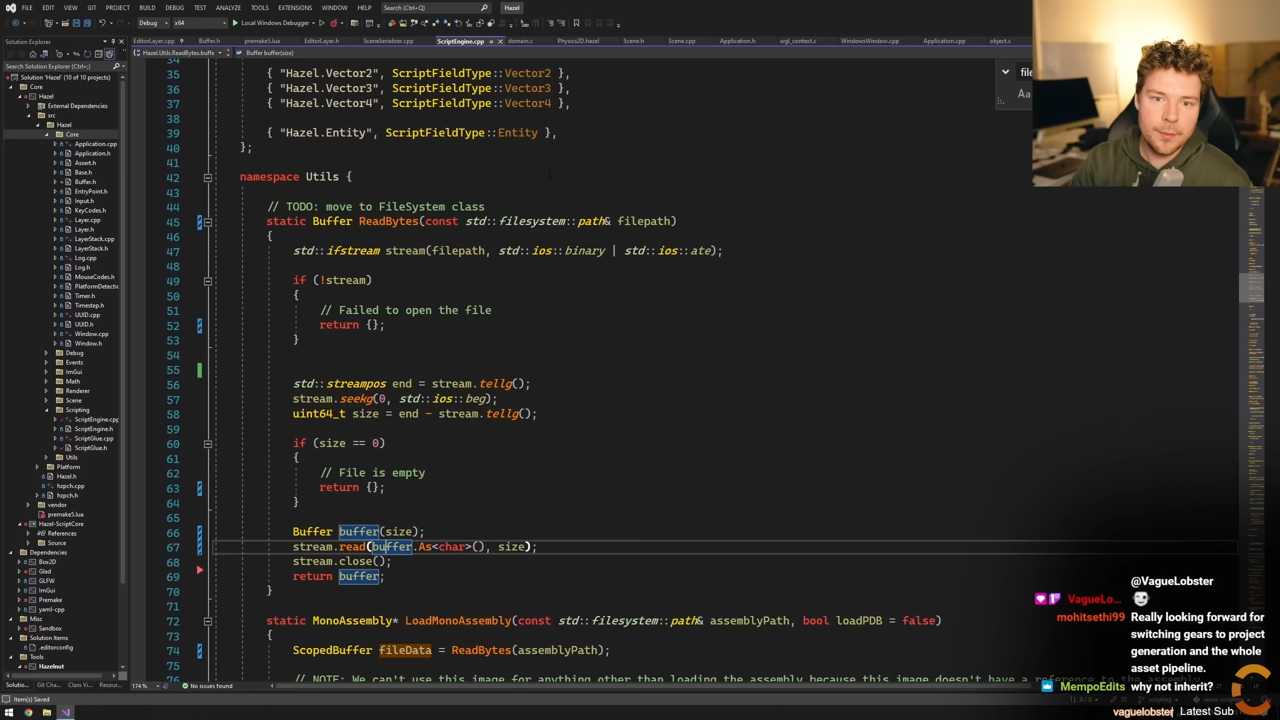 FILE EDIT VIEW GIT PROJECT BUILD DEBUG TEST ANALYZE TOOLS EXTENSIONS WINDOW HELP Search (Ctrl+Q) Hazel
Debug x64 Local Windows Debugger
Solution Explorer
Search Solution Explorer (Ctrl+;)
Solution 'Hazel' (10 of 10 projects)
Core
Hazel
External Dependencies
src
Hazel
Core
Application.cpp
Application.h
Assert.h
Base.h
Buffer.h
EntryPoint.h
Input.h
KeyCodes.h
Layer.cpp
Layer.h
LayerStack.cpp
LayerStack.h
Log.cpp
Log.h
MouseCodes.h
PlatformDetectic
Timer.h
Timestep.h
UUID.cpp
UUID.h
Window.cpp
Window.h
Debug
Events
ImGui
Math
Renderer
Scene
Scripting
ScriptEngine.cpp
ScriptEngine.h
ScriptGlue.cpp
ScriptGlue.h
Utils
Platform
Hazel.h
hzpch.cpp
hzpch.h
vendor
premake5.lua
Hazel-ScriptCore
References
Source
Dependencies
Box2D
Glad
GLFW
ImGui
Premake
yaml-cpp
Misc
Sandbox
Solution Items
.editorconfig
Tools
Hazelnut
Solutio... Git Cha...
Item(s) Saved
EditorLayer.cpp Buffer.h premake5.lua EditorLayer.h SceneSerializer.cpp ScriptEngine.cpp domain.c Physics2D.hazel Scene.h Scene.cpp Application.h wgl_context.c WindowsWindow.cpp Application.cpp object.c
Hazel.Utils.ReadBytes.buffe Buffer buffer(size)
34
35 { "Hazel.Vector2", ScriptFieldType::Vector2 },
36 { "Hazel.Vector3", ScriptFieldType::Vector3 },
37 { "Hazel.Vector4", ScriptFieldType::Vector4 },
38
39 { "Hazel.Entity", ScriptFieldType::Entity },
40 };
41
42 namespace Utils {
43
44 // TODO: move to FileSystem class
45 static Buffer ReadBytes(const std::filesystem::path& filepath)
46 {
47 std::ifstream stream(filepath, std::ios::binary | std::ios::ate);
48
49 if (!stream)
50 {
51 // Failed to open the file
52 return {};
53 }
54
55
56 std::streampos end = stream.tellg();
57 stream.seekg(0, std::ios::beg);
58 uint64_t size = end - stream.tellg();
59
60 if (size == 0)
61 {
62 // File is empty
63 return {};
64 }
65
66 Buffer buffer(size);
67 stream.read(buffer.As<char>(), size);
68 stream.close();
69 return buffer;
70 }
71
72 static MonoAssembly* LoadMonoAssembly(const std::filesystem::path& assemblyPath, bool loadPDB = false)
73 {
74 ScopedBuffer fileData = ReadBytes(assemblyPath);
75
76 // NOTE: We can't use this image for anything other than loading the assembly because this image doesn't have a reference to the assembly
174 % No issues found
file
Aa
@VagueLobster
VagueLo...
mohitsethi99 Really looking forward for
switching gears to project
generation and the whole
asset pipeline.
MempoEdits why not inherit?
vaguelobster Latest Sub